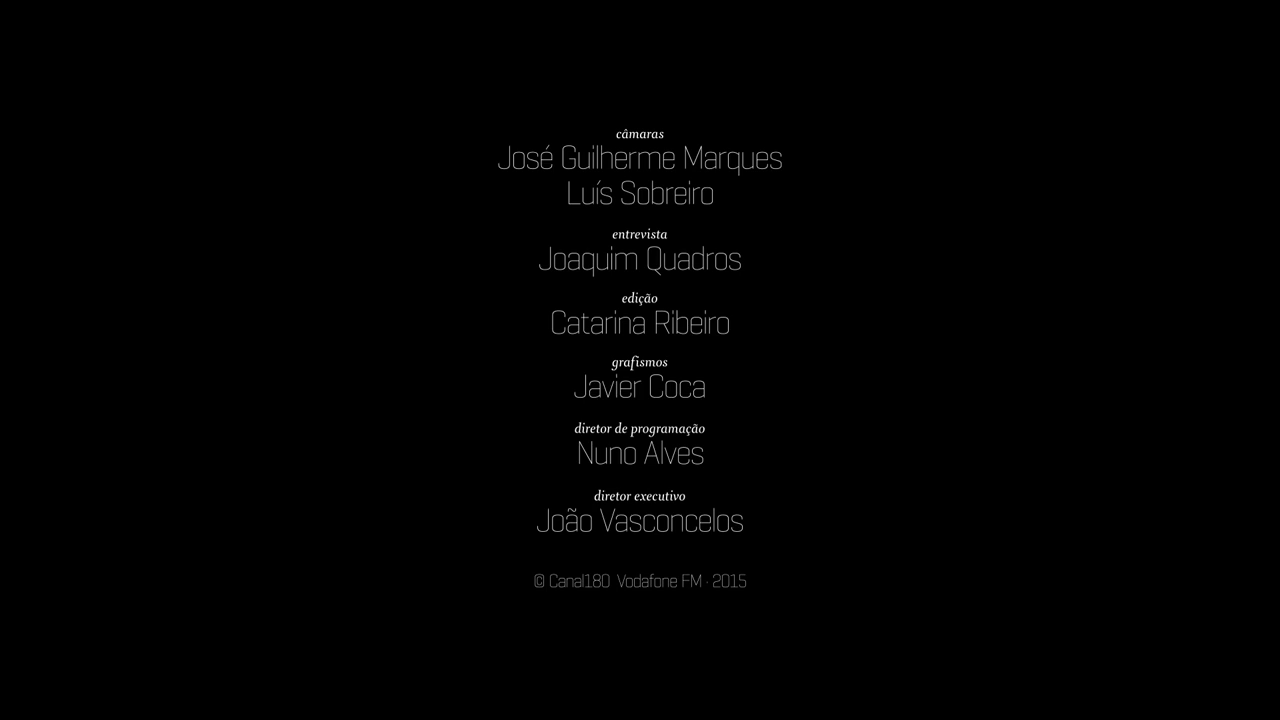 câmaras
José Guilherme Marques
Luís Sobreiro
entrevista
Joaquim Quadros
edição
Catarina Ribeiro
grafismos
Javier Coca
diretor de programação
Nuno Alves
diretor executivo
João Vasconcelos
© Canal180 Vodafone FM · 2015